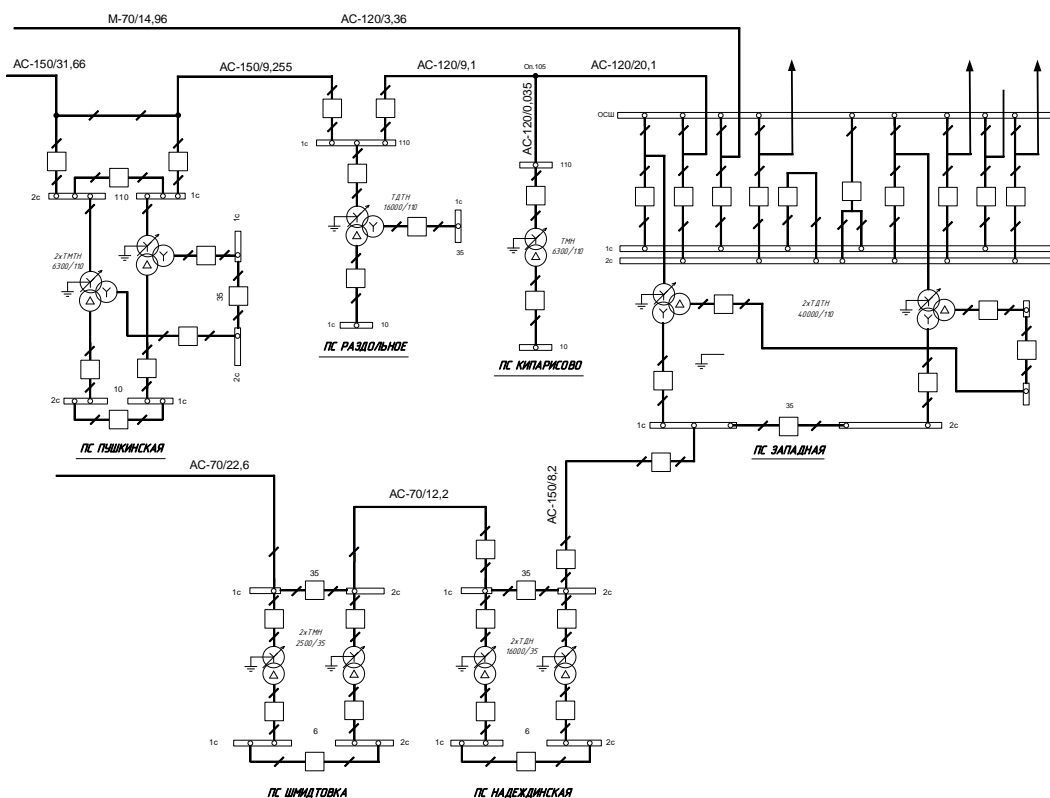 М-70/14,96
АС-120/3,36
АС-150/31,66
АС-150/9,255
АС-120/9,1
Оп.105
АС-120/20,1
АС-120/0,035
ОСШ
1с
110
2с
110
1с
110
1с
2с
2хТМТН
6300/110
1с
35
2с
ТДТН
16000/110
1с
35
ТМН
6300/110
2хТДТН
40000/110
1с
10
10
10
2с
1с
ПС РАЗДОЛЬНОЕ
ПС КИПАРИСОВО
ПС ПУШКИНСКАЯ
1с
35
2с
ПС ЗАПАДНАЯ
АС-70/22,6
АС-70/12,2
АС-150/8,2
1с
35
2с
1с
35
2с
2хТМН
2500/35
2хТДН
16000/35
1с
6
2с
1с
6
2с
ПС ШМИДТОВКА
ПС НАДЕЖДИНСКАЯ